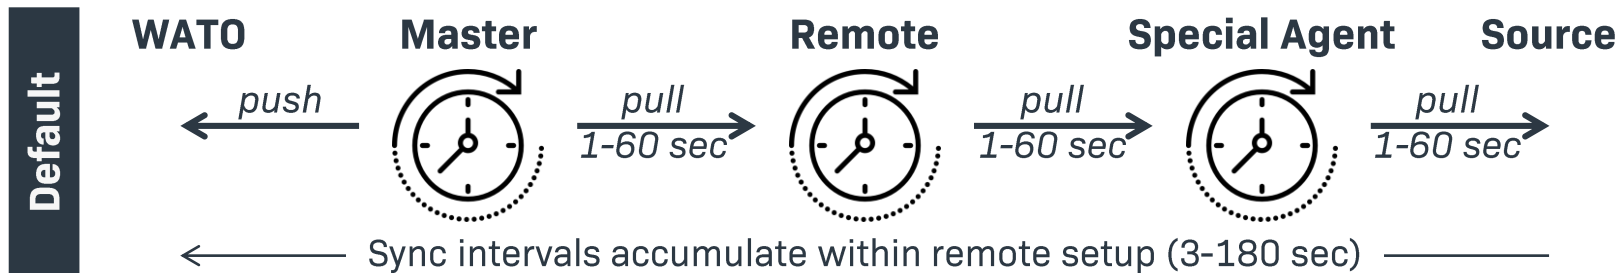 Default
WATO Master Remote Special Agent Source
push pull pull pull
1-60 sec 1-60 sec 1-60 sec
Sync intervals accumulate within remote setup (3-180 sec)